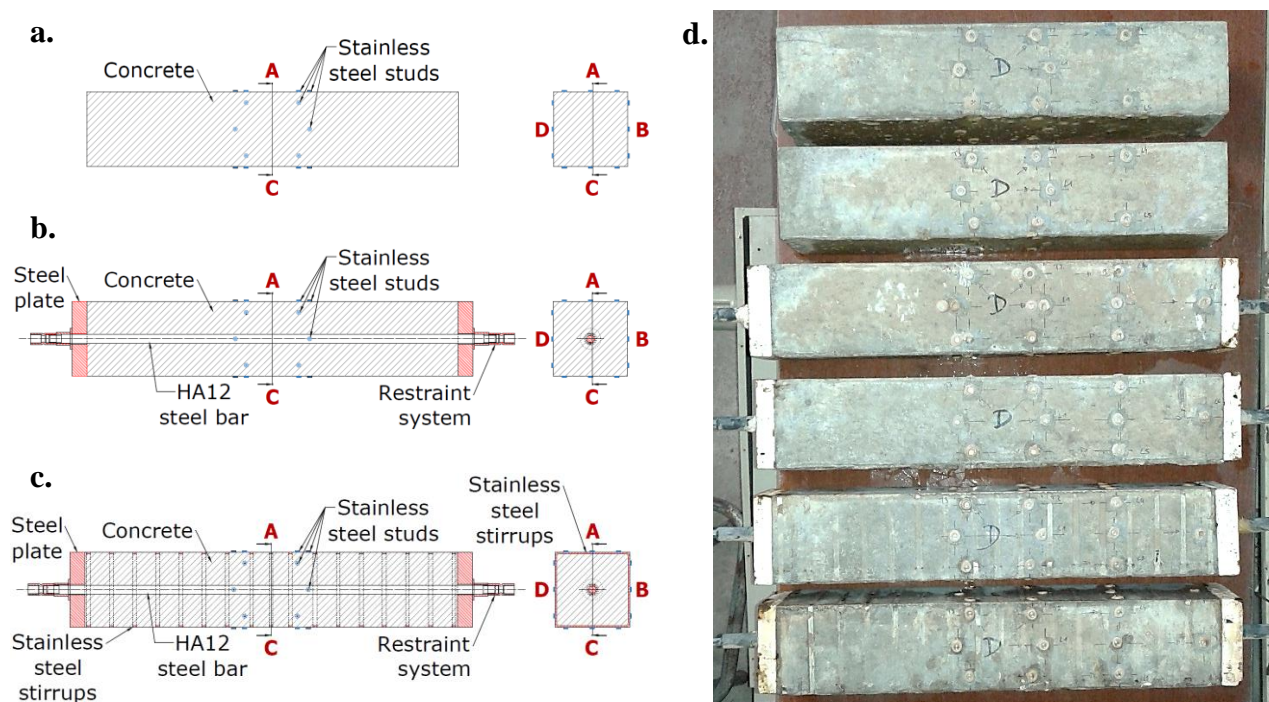 a.
Concrete
A
Stainless
steel studs
D
B
C
b.
Steel
plate
Concrete
A
Stainless
steel studs
A
D
B
C
C
HA12
steel bar
Restraint
system
c.
Steel
plate
Concrete
A
Stainless
steel studs
Stainless
steel
stirrups
A
D
B
C
C
Stainless
steel
stirrups
HA12
steel bar
Restraint
system
d.
D
D
D
D
D
D